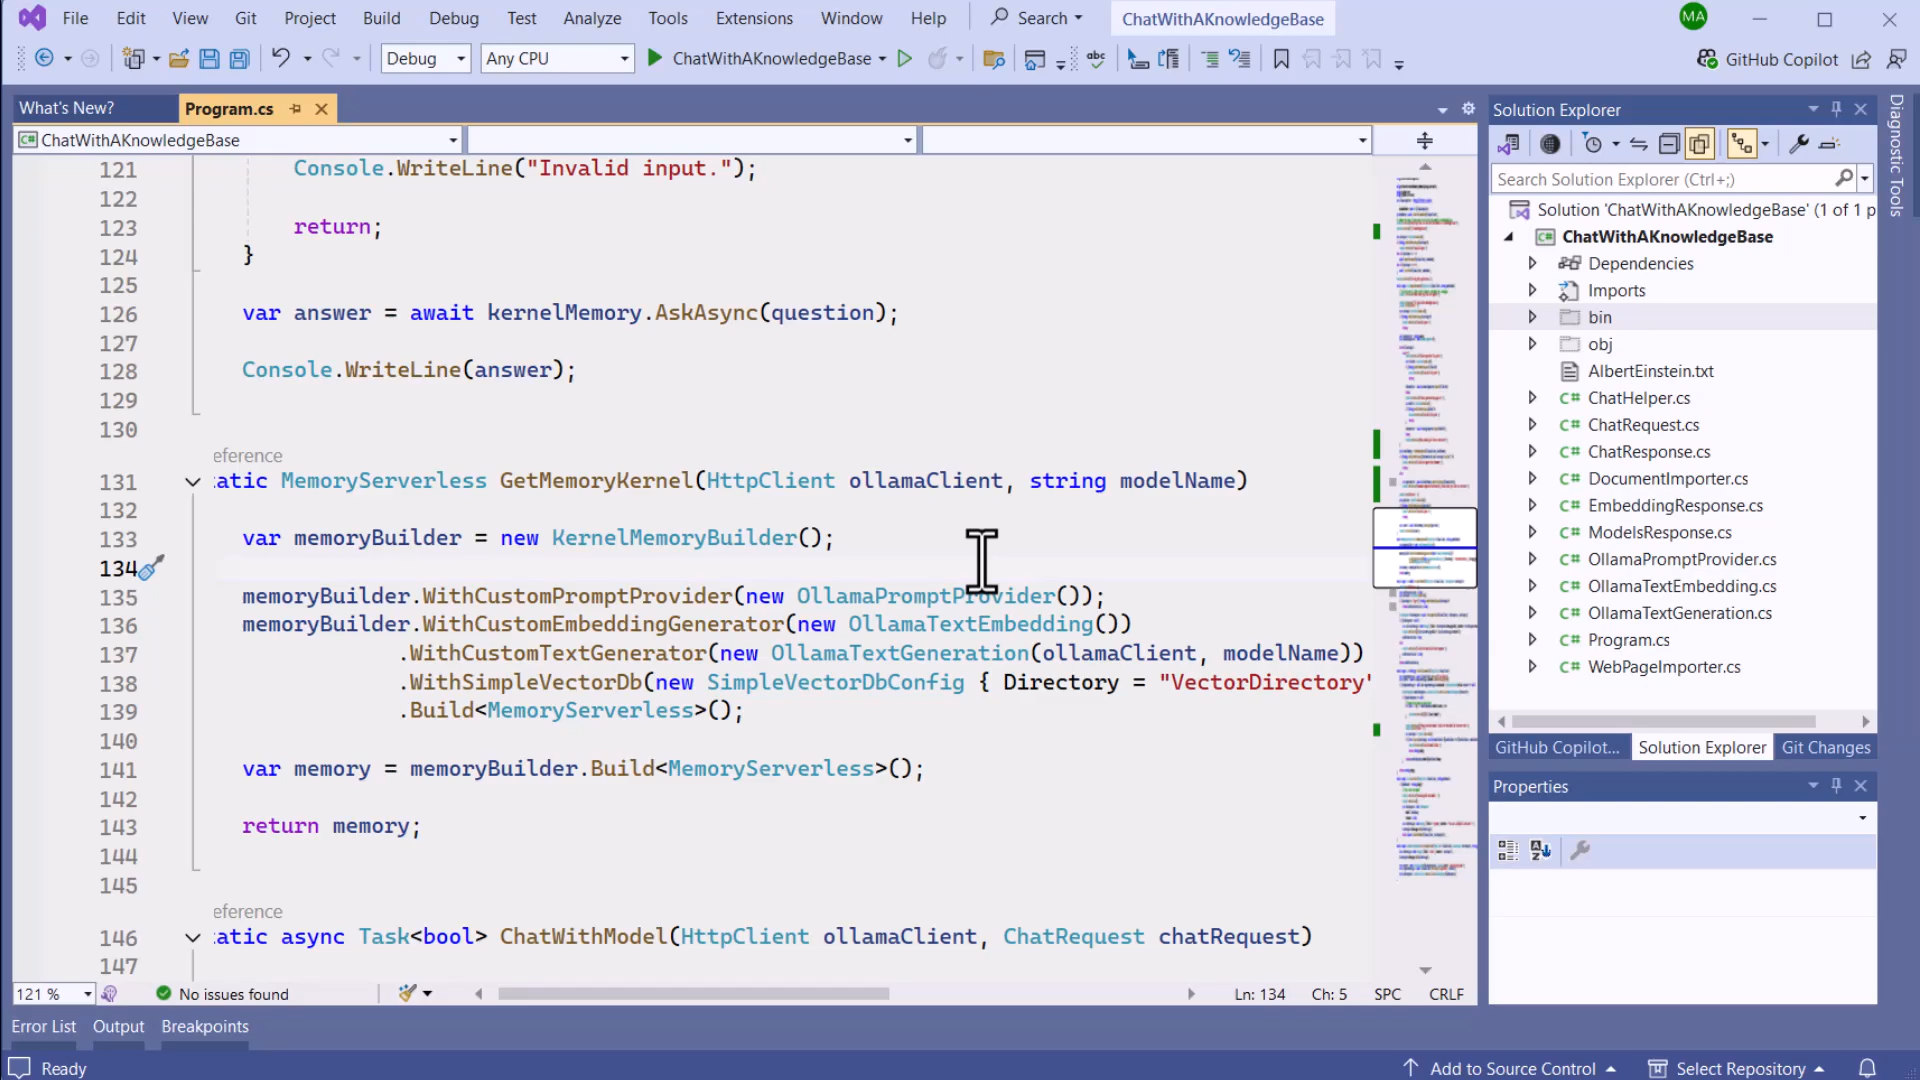 File Edit View Git Project Build Debug Test Analyze Tools Extensions Window Help Search ChatWithAKnowledgeBase MA
Debug Any CPU ChatWithAKnowledgeBase abc GitHub Copilot
What's New? Program.cs
C# ChatWithAKnowledgeBase
121 Console.WriteLine("Invalid input.");
122
123 return;
124 }
125
126 var answer = await kernelMemory.AskAsync(question);
127
128 Console.WriteLine(answer);
129
130
eference
131 atic MemoryServerless GetMemoryKernel(HttpClient ollamaClient, string modelName)
132
133 var memoryBuilder = new KernelMemoryBuilder();
134
135 memoryBuilder.WithCustomPromptProvider(new OllamaPromptProvider());
136 memoryBuilder.WithCustomEmbeddingGenerator(new OllamaTextEmbedding())
137 .WithCustomTextGenerator(new OllamaTextGeneration(ollamaClient, modelName))
138 .WithSimpleVectorDb(new SimpleVectorDbConfig { Directory = "VectorDirectory"
139 .Build<MemoryServerless>();
140
141 var memory = memoryBuilder.Build<MemoryServerless>();
142
143 return memory;
144
145
eference
146 atic async Task<bool> ChatWithModel(HttpClient ollamaClient, ChatRequest chatRequest)
147
121 % No issues found Ln: 134 Ch: 5 SPC CRLF
Solution Explorer
Search Solution Explorer (Ctrl+;)
Solution 'ChatWithAKnowledgeBase' (1 of 1 p
C# ChatWithAKnowledgeBase
Dependencies
Imports
bin
obj
AlbertEinstein.txt
C# ChatHelper.cs
C# ChatRequest.cs
C# ChatResponse.cs
C# DocumentImporter.cs
C# EmbeddingResponse.cs
C# ModelsResponse.cs
C# OllamaPromptProvider.cs
C# OllamaTextEmbedding.cs
C# OllamaTextGeneration.cs
C# Program.cs
C# WebPageImporter.cs
GitHub Copilot... Solution Explorer Git Changes
Properties
Diagnostic Tools
Error List Output Breakpoints
Ready Add to Source Control Select Repository